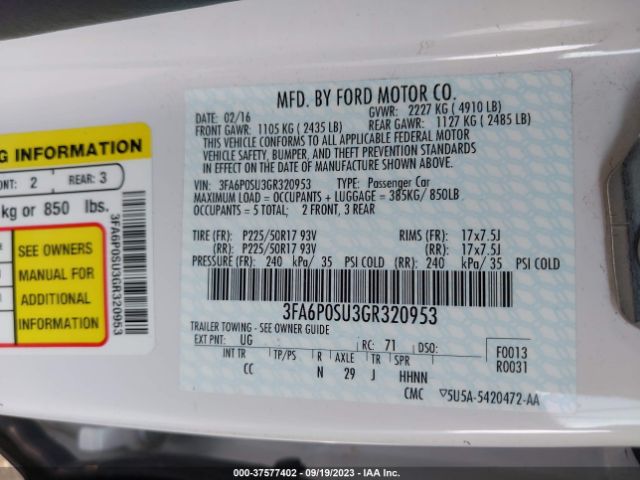 MFD. BY FORD MOTOR CO.
DATE: 02/16 GVWR: 2227 KG ( 4910 LB)
FRONT GAWR: 1105 KG ( 2435 LB) REAR GAWR: 1127 KG ( 2485 LB)
THIS VEHICLE CONFORMS TO ALL APPLICABLE FEDERAL MOTOR
VEHICLE SAFETY, BUMPER, AND THEFT PREVENTION STANDARDS
IN EFFECT ON THE DATE OF MANUFACTURE SHOWN ABOVE.
VIN: 3FA6P0SU3GR320953 TYPE: Passenger Car
MAXIMUM LOAD = OCCUPANTS + LUGGAGE = 385KG/ 850LB
OCCUPANTS = 5 TOTAL; 2 FRONT, 3 REAR
TIRE (FR): P225/50R17 93V RIMS (FR): 17x7.5J
(RR): P225/50R17 93V (RR): 17x7.5J
PRESSURE (FR): 240 kPa/ 35 PSI COLD (RR): 240 kPa/35 PSI COLD
3FA6P0SU3GR320953
TRAILER TOWING - SEE OWNER GUIDE
EXT PNT: UG RC: 71 DSO: F0013
R0031
INT TR TP/PS R AXLE TR SPR
CC N 29 J HHNN
CMC ▽5U5A-5420472-AA
G INFORMATION
ONT: 2 REAR: 3
kg or 850 lbs.
SEE OWNERS
MANUAL FOR
ADDITIONAL
INFORMATION
3FA6P0SU3GR320953
000-37577402 - 09/19/2023 - IAA Inc.